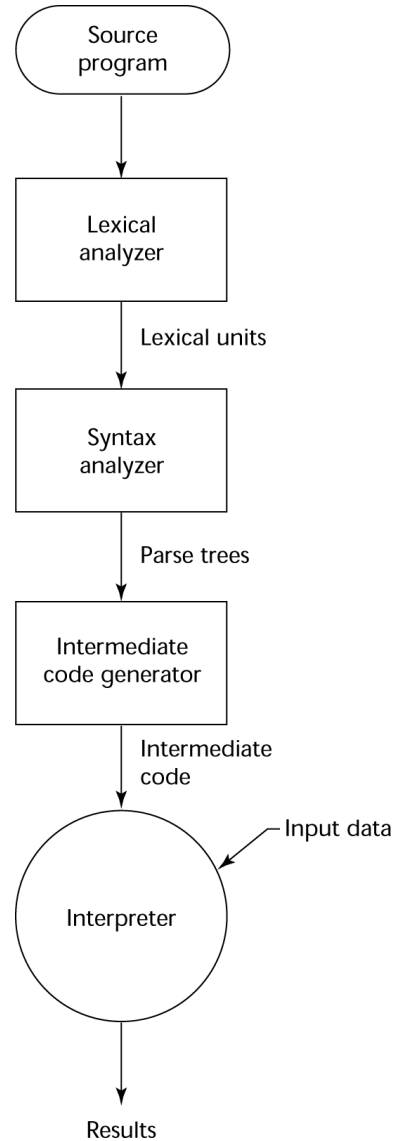 Source
program
Lexical
analyzer
Lexical units
Syntax
analyzer
Parse trees
Intermediate
code generator
Intermediate
code
Input data
Interpreter
Results